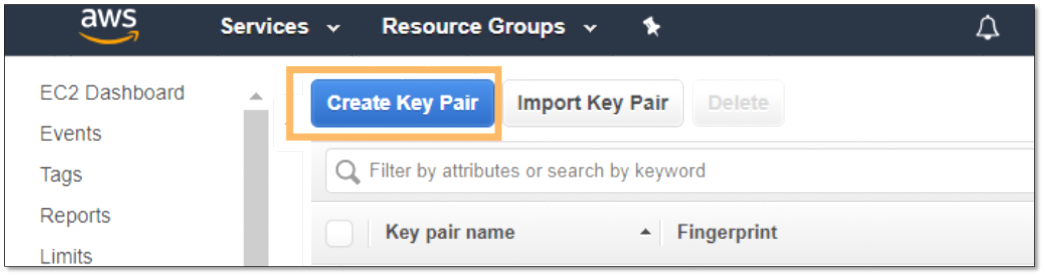 aws Services Resource Groups
EC2 Dashboard
Events
Tags
Reports
Limits
Create Key Pair Import Key Pair Delete
Filter by attributes or search by keyword
Key pair name Fingerprint